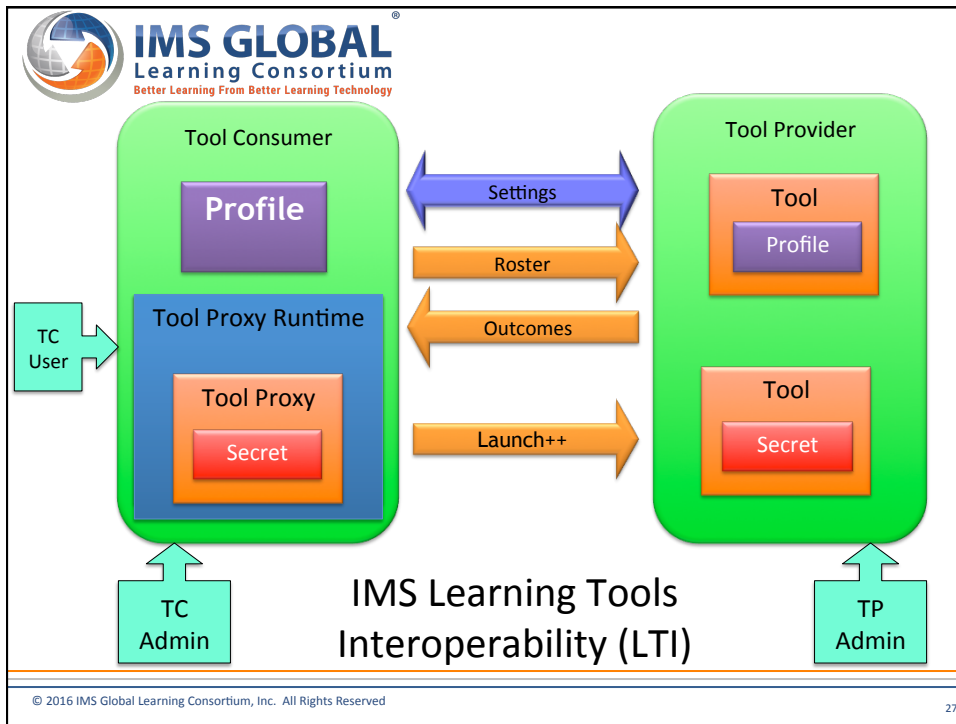 IMS GLOBAL®
Learning Consortium
Better Learning From Better Learning Technology
Tool Consumer
Profile
Tool Proxy Runtime
Tool Proxy
Secret
TC
User
TC
Admin
Settings
Roster
Outcomes
Launch++
Tool Provider
Tool
Profile
Tool
Secret
TP
Admin
IMS Learning Tools
Interoperability (LTI)
© 2016 IMS Global Learning Consortium, Inc. All Rights Reserved
27